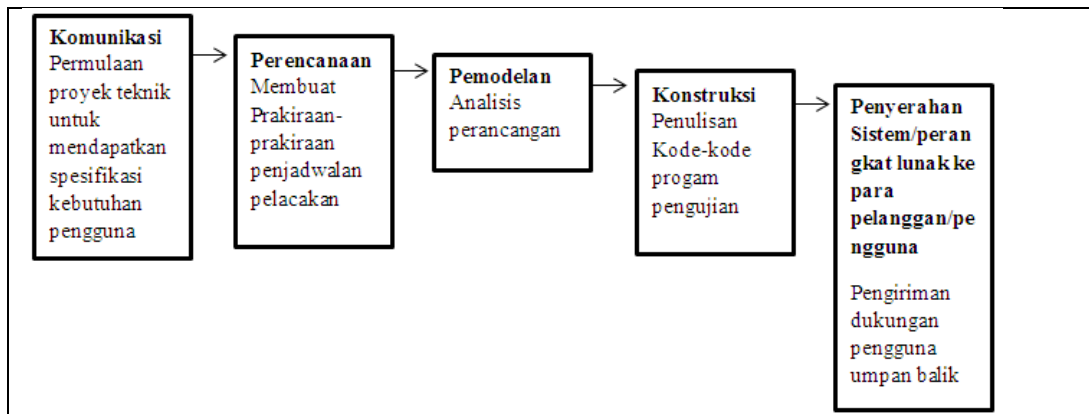 Komunikasi
Permulaan
proyek teknik
untuk
mendapatkan
spesifikasi
kebutuhan
pengguna
Perencanaan
Membuat
Prakiraan-
prakiraan
penjadwalan
pelacakan
Pemodelan
Analisis
perancangan
Konstruksi
Penulisan
Kode-kode
progam
pengujian
Penyerahan
Sistem/peran
gkat lunak ke
para
pelanggan/pe
ngguna
Pengiriman
dukungan
pengguna
umpan balik